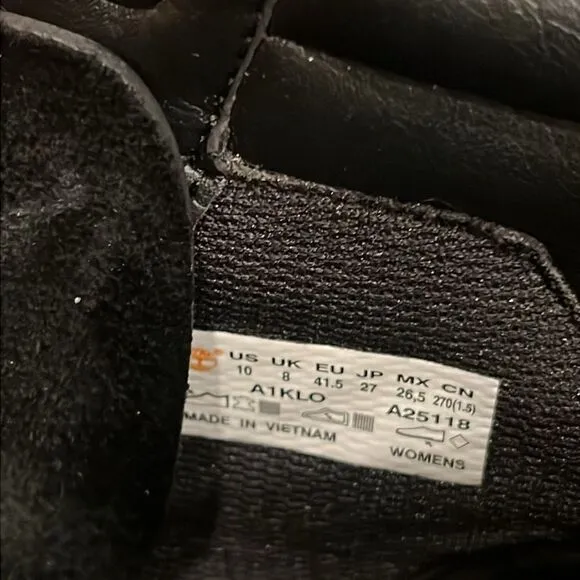 US UK EU JP MX CN
10 8 41.5 27 26,5 270(1.5)
A1KLO A25118
MADE IN VIETNAM
WOMENS